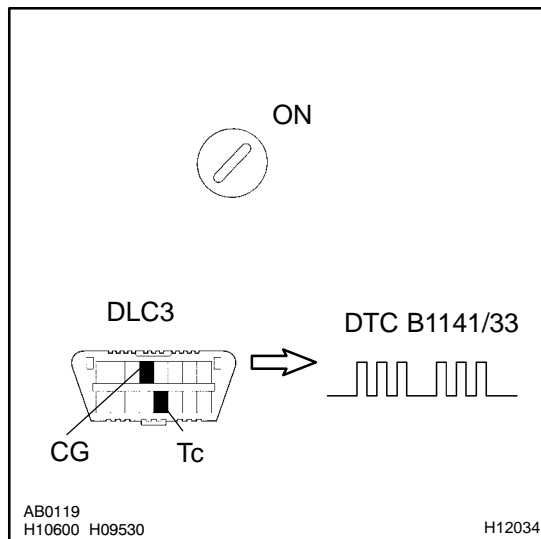 ON
DLC3
DTC B1141/33
CG
Tc
AB0119
H10600 H09530
H12034